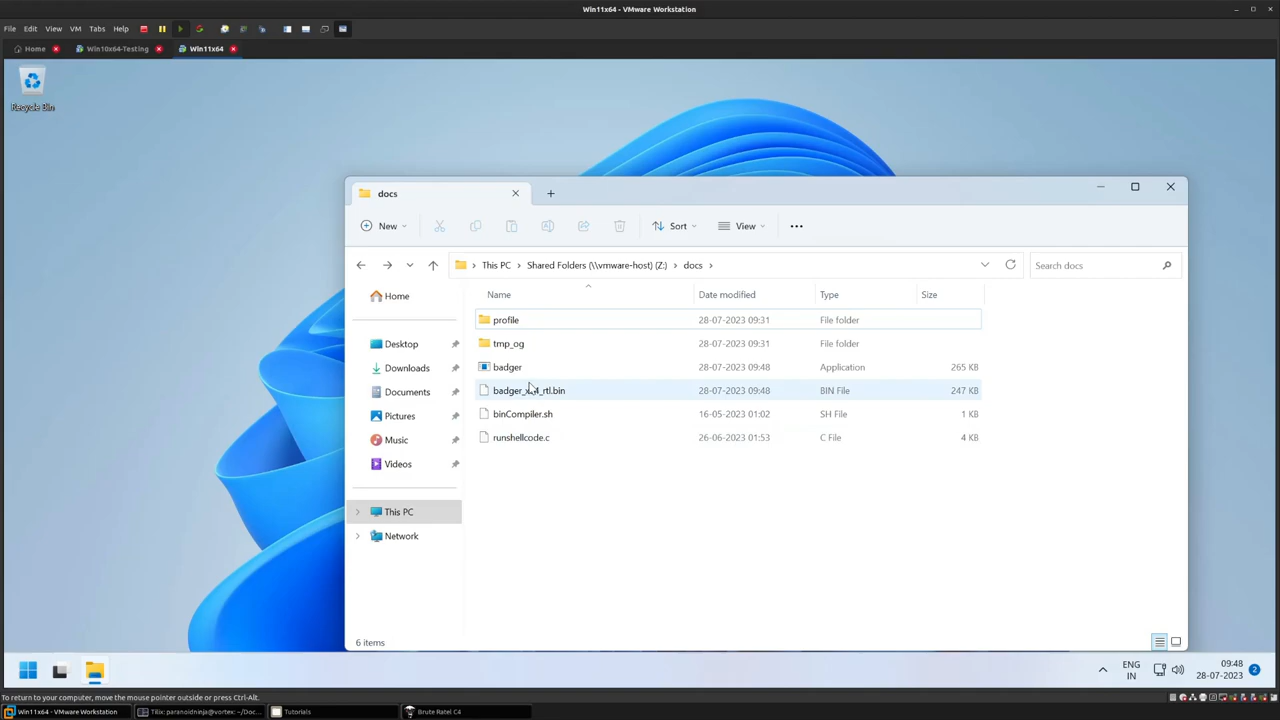 Win11x64 - VMware Workstation
File Edit View VM Tabs Help
Home Win10x64-Testing Win11x64
Recycle Bin
docs
New Sort View
This PC Shared Folders (\\vmware-host) (Z:) docs Search docs
Home
Desktop
Downloads
Documents
Pictures
Music
Videos
This PC
Network
Name Date modified Type Size
profile 28-07-2023 09:31 File folder
tmp_og 28-07-2023 09:31 File folder
badger 28-07-2023 09:48 Application 265 KB
badger_x64_rtl.bin 28-07-2023 09:48 BIN File 247 KB
binCompiler.sh 16-05-2023 01:02 SH File 1 KB
runshellcode.c 26-06-2023 01:53 C File 4 KB
6 items
ENG
IN
09:48
28-07-2023
2
To return to your computer, move the mouse pointer outside or press Ctrl-Alt.
Win11x64 - VMware Workstation Tilix: paranoidninja@vortex: ~/Doc... Tutorials Brute Ratel C4